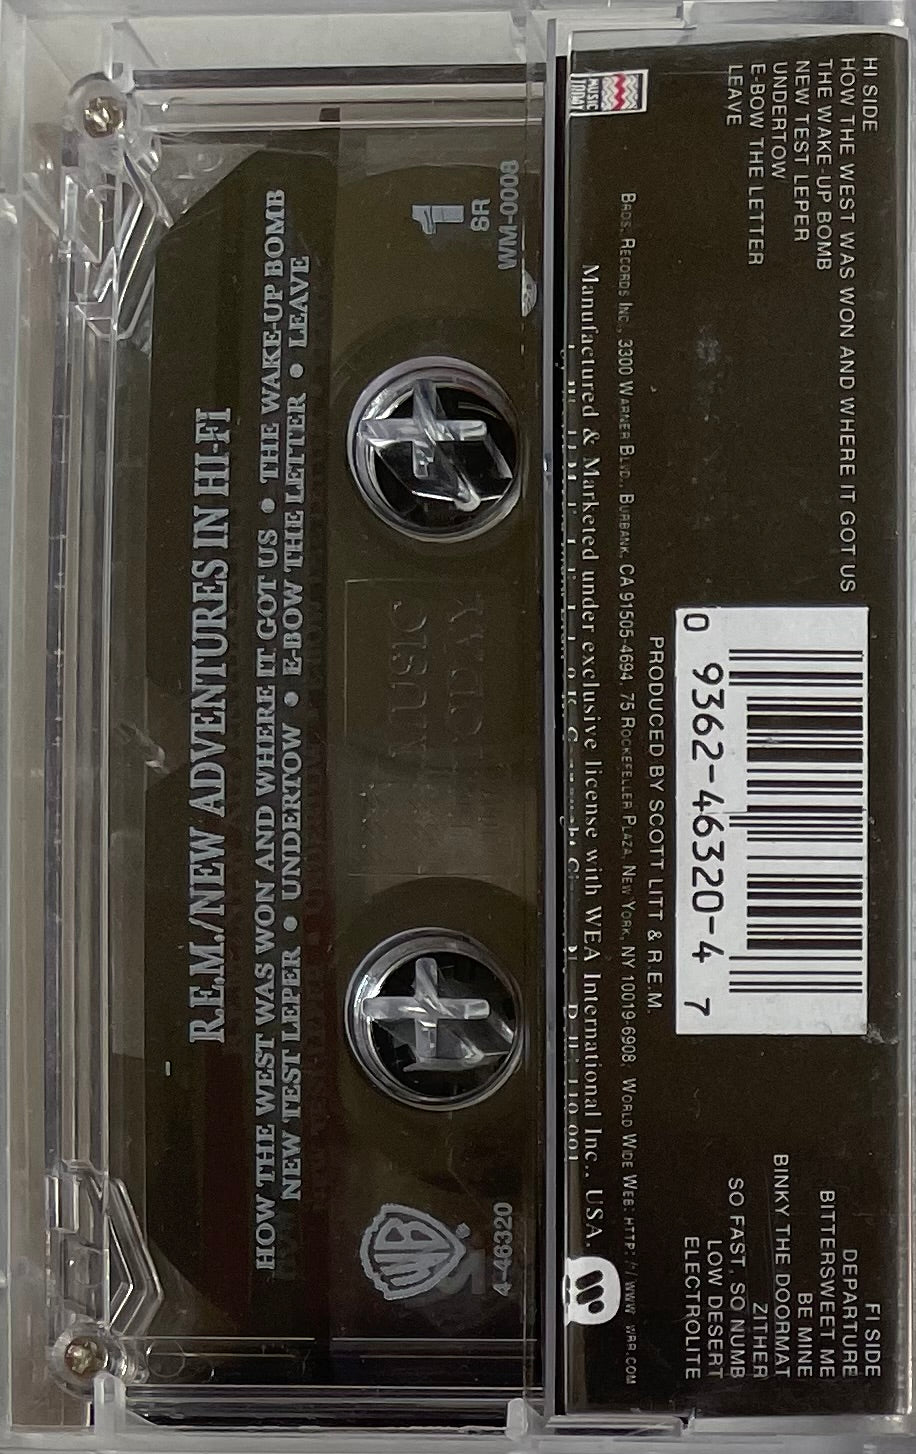 HI SIDE
HOW THE WEST WAS WON AND WHERE IT GOT US
THE WAKE-UP BOMB
NEW TEST LEPER
UNDERTOW
E-BOW THE LETTER
LEAVE
FI SIDE
DEPARTURE
BITTERSWEET ME
BE MINE
BINKY THE DOORMAT
ZITHER
SO FAST, SO NUMB
LOW DESERT
ELECTROLITE
0 9362-46320-4 7
PRODUCED BY SCOTT LITT & R.E.M.
BROS. RECORDS INC., 3300 WARNER BLVD., BURBANK, CA 91505-4694, 75 ROCKEFELLER PLAZA, NEW YORK, NY 10019-6908. WORLD WIDE WEB: HTTP://WWW
Manufactured & Marketed under exclusive license with WEA International Inc., USA.
MUSIC
TODAY
WM-0008
SR
1
MUSIC
TODAY
4-46320
WB
R.E.M./NEW ADVENTURES IN HI-FI
HOW THE WEST WAS WON AND WHERE IT GOT US • THE WAKE-UP BOMB
NEW TEST LEPER • UNDERTOW • E-BOW THE LETTER • LEAVE